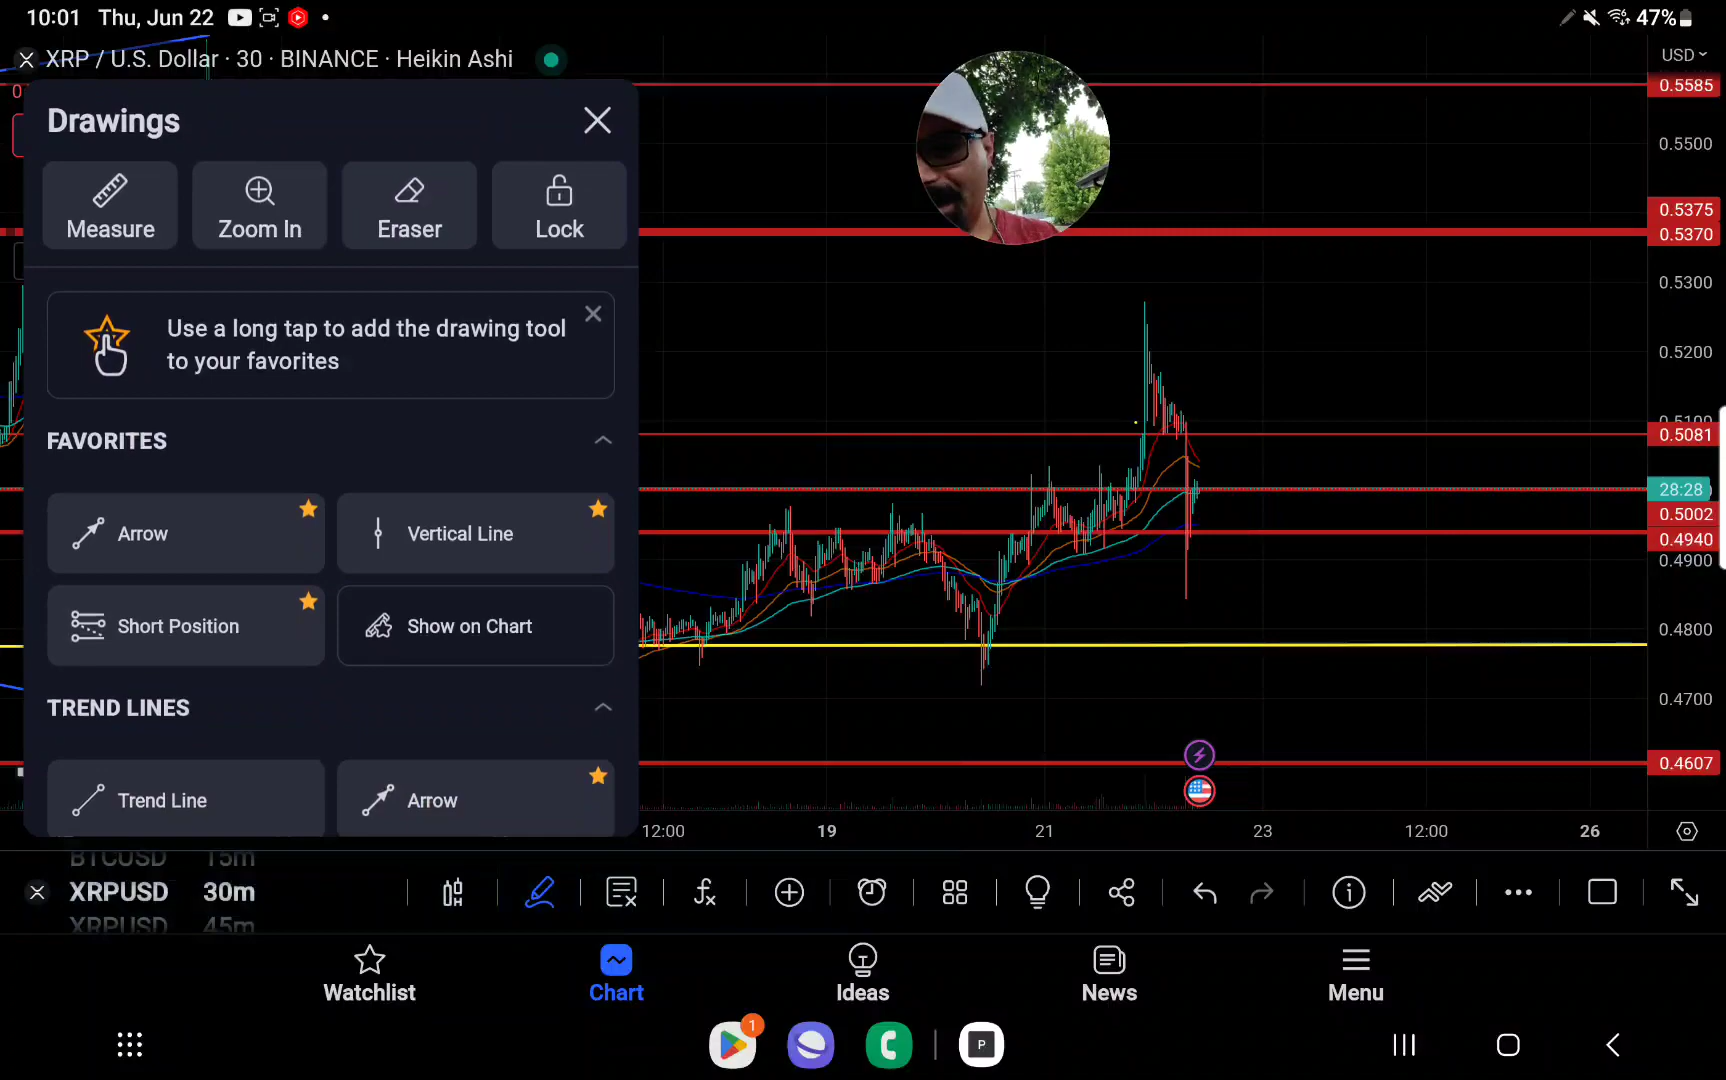 10:01 Thu, Jun 22
47%
XRP / U.S. Dollar · 30 · BINANCE · Heikin Ashi
USD
0
Drawings
Measure
Zoom In
Eraser
Lock
Use a long tap to add the drawing tool
to your favorites
FAVORITES
Arrow
Vertical Line
Short Position
Show on Chart
TREND LINES
Trend Line
Arrow
0.5585
0.5500
0.5375
0.5370
0.5300
0.5200
0.5100
0.5081
28:28
0.5002
0.4940
0.4900
0.4800
0.4700
0.4607
12:00
19
21
23
12:00
26
BTCUSD 15m
XRPUSD 30m
XRPUSD 45m
Watchlist
Chart
Ideas
News
Menu
1
P